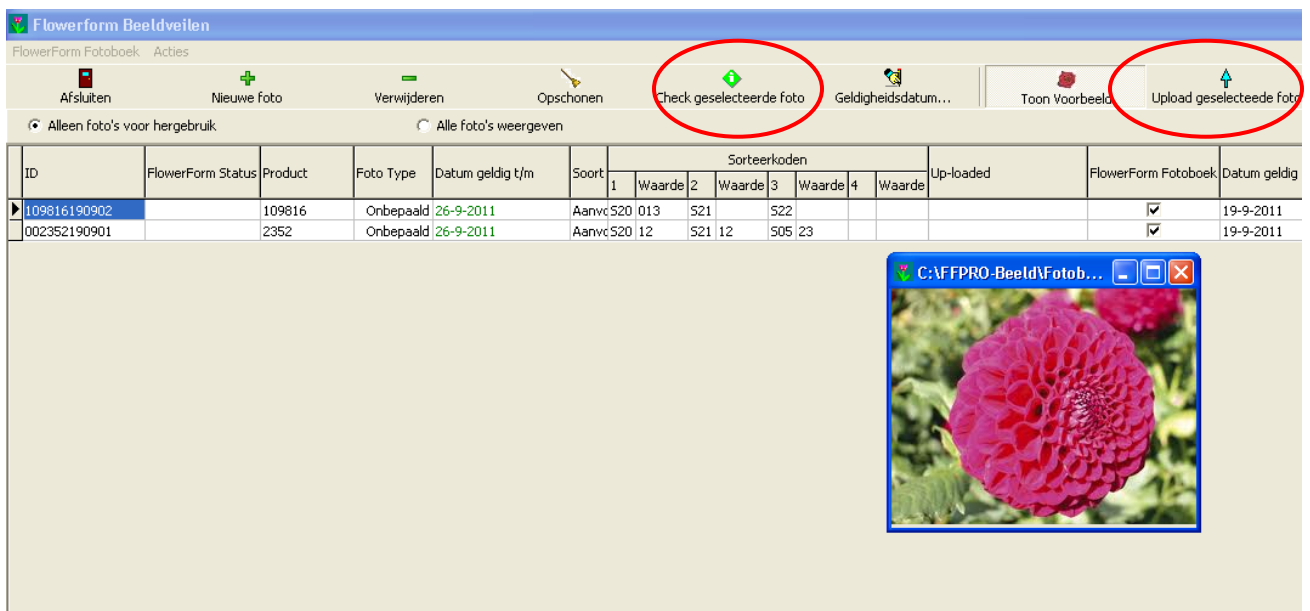 Flowerform Beeldveilen
FlowerForm Fotoboek Acties
Afsluiten Nieuwe foto Verwijderen Opschonen Check geselecteerde foto Geldigheidsdatum... Toon Voorbeeld Upload geselecteede foto
Alleen foto's voor hergebruik Alle foto's weergeven
Sorteerkoden
ID FlowerForm Status Product Foto Type Datum geldig t/m Soort 1 Waarde 2 Waarde 3 Waarde 4 Waarde Up-loaded FlowerForm Fotoboek Datum geldig
109816190902 109816 Onbepaald 26-9-2011 Aanvo S20 013 S21 S22 19-9-2011
002352190901 2352 Onbepaald 26-9-2011 Aanvo S20 12 S21 12 S05 23 19-9-2011
C:\FFPRO-Beeld\Fotob...